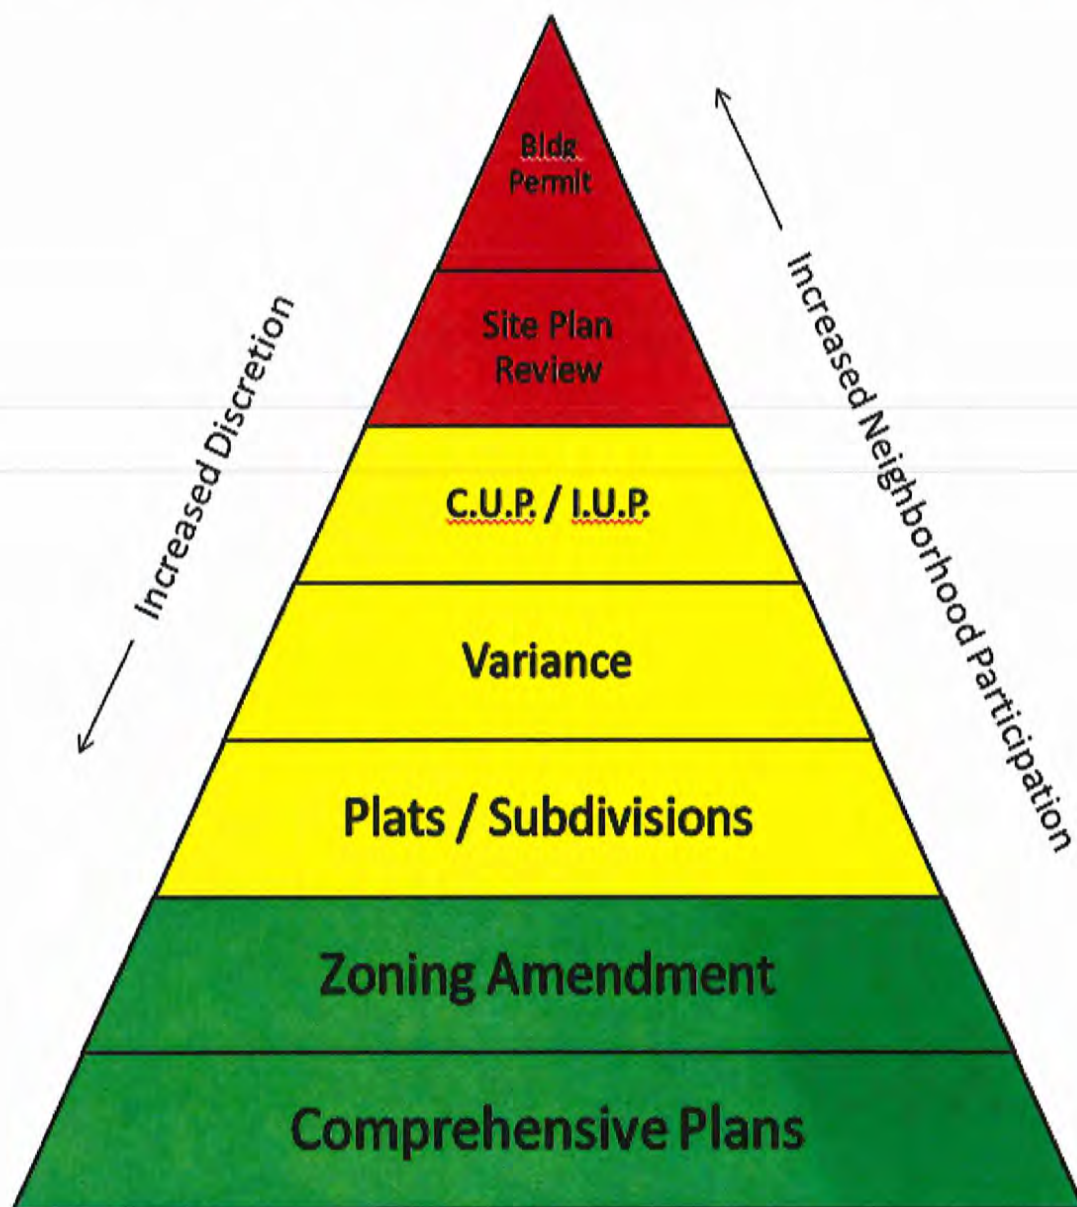 Bldg
Permit
Site Plan
Review
C.U.P. / I.U.P.
Variance
Plats / Subdivisions
Zoning Amendment
Comprehensive Plans
Increased Discretion
Increased Neighborhood Participation